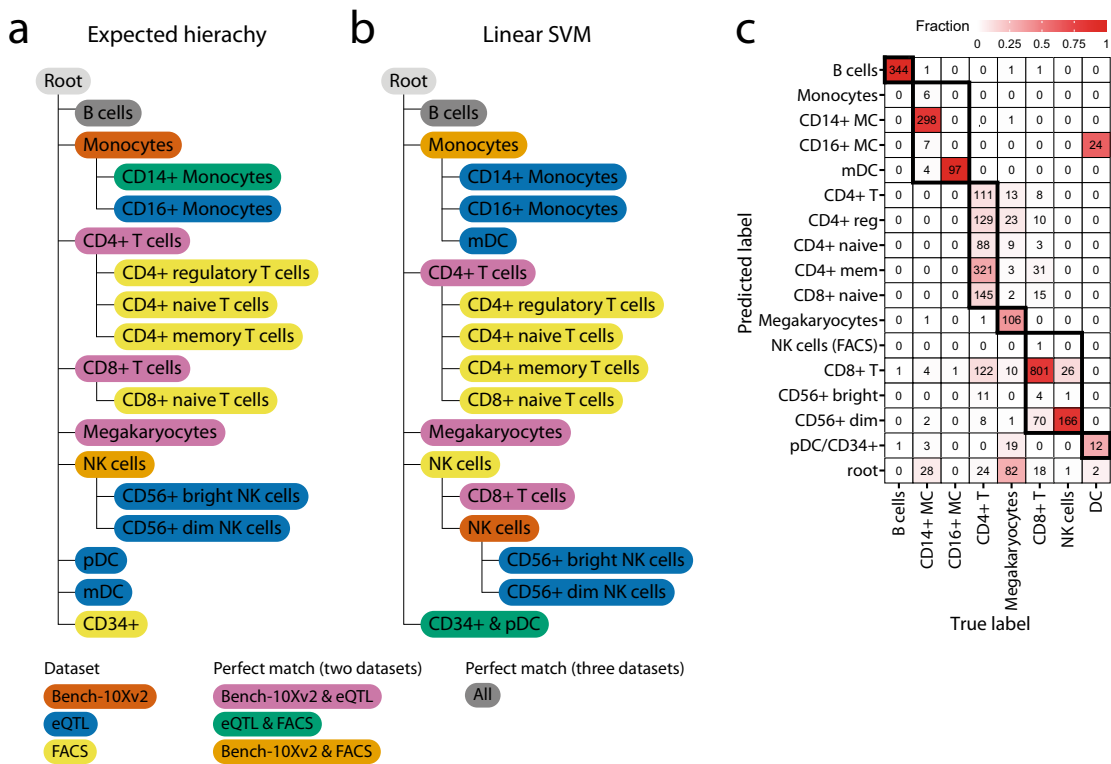 a
Expected hierachy
Root
B cells
Monocytes
CD14+ Monocytes
CD16+ Monocytes
CD4+ T cells
CD4+ regulatory T cells
CD4+ naive T cells
CD4+ memory T cells
CD8+ T cells
CD8+ naive T cells
Megakaryocytes
NK cells
CD56+ bright NK cells
CD56+ dim NK cells
pDC
mDC
CD34+
b
Linear SVM
Root
B cells
Monocytes
CD14+ Monocytes
CD16+ Monocytes
mDC
CD4+ T cells
CD4+ regulatory T cells
CD4+ naive T cells
CD4+ memory T cells
CD8+ naive T cells
Megakaryocytes
NK cells
CD8+ T cells
NK cells
CD56+ bright NK cells
CD56+ dim NK cells
CD34+ & pDC
Dataset
Bench-10Xv2
eQTL
FACS
Perfect match (two datasets)
Bench-10Xv2 & eQTL
eQTL & FACS
Bench-10Xv2 & FACS
Perfect match (three datasets)
All
c
Fraction
0 0.25 0.5 0.75 1
Predicted label
B cells 344 1 0 0 1 1 0 0
Monocytes 0 6 0 0 0 0 0 0
CD14+ MC 0 298 0 0 1 0 0 0
CD16+ MC 0 7 0 0 0 0 0 24
mDC 0 4 97 0 0 0 0 0
CD4+ T 0 0 0 111 13 8 0 0
CD4+ reg 0 0 0 129 23 10 0 0
CD4+ naive 0 0 0 88 9 3 0 0
CD4+ mem 0 0 0 321 3 31 0 0
CD8+ naive 0 0 0 145 2 15 0 0
Megakaryocytes 0 1 0 1 106 0 0 0
NK cells (FACS) 0 0 0 0 0 1 0 0
CD8+ T 1 4 1 122 10 801 26 0
CD56+ bright 0 0 0 11 0 4 1 0
CD56+ dim 0 2 0 8 1 70 166 0
pDC/CD34+ 1 3 0 0 19 0 0 12
root 0 28 0 24 82 18 1 2
B cells
CD14+ MC
CD16+ MC
CD4+ T
Megakaryocytes
CD8+ T
NK cells
DC
True label